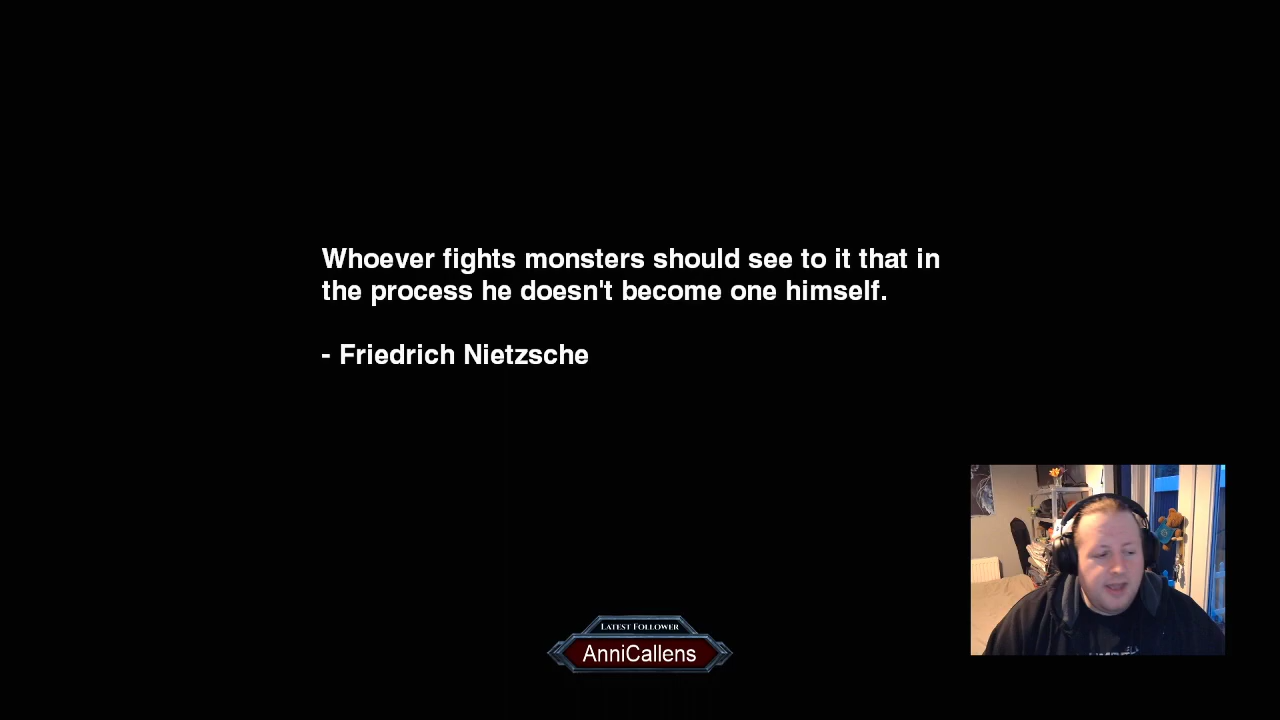 Whoever fights monsters should see to it that in
the process he doesn't become one himself.
- Friedrich Nietzsche
LATEST FOLLOWER
AnniCallens